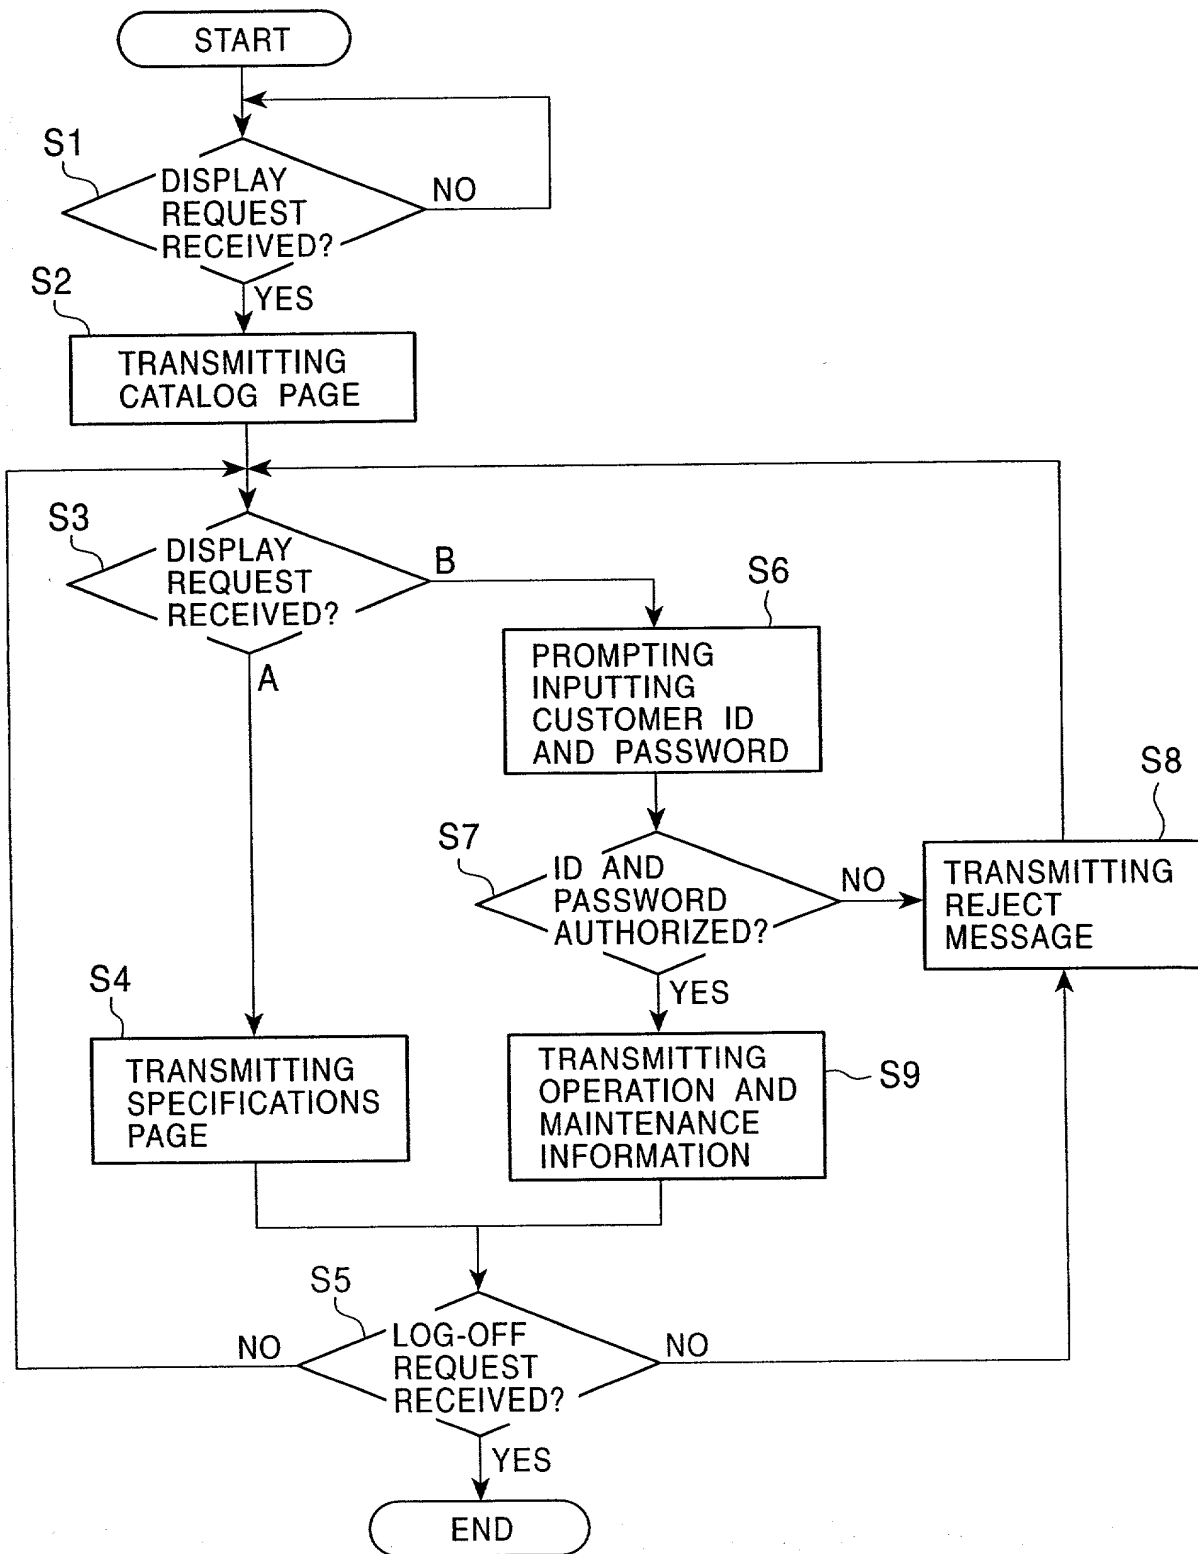 START
S1
DISPLAY
REQUEST
RECEIVED?
NO
YES
S2
TRANSMITTING
CATALOG PAGE
S3
DISPLAY
REQUEST
RECEIVED?
B
A
S6
PROMPTING
INPUTTING
CUSTOMER ID
AND PASSWORD
S7
ID AND
PASSWORD
AUTHORIZED?
NO
YES
S8
TRANSMITTING
REJECT
MESSAGE
S4
TRANSMITTING
SPECIFICATIONS
PAGE
S9
TRANSMITTING
OPERATION AND
MAINTENANCE
INFORMATION
S5
LOG-OFF
REQUEST
RECEIVED?
NO
NO
YES
END